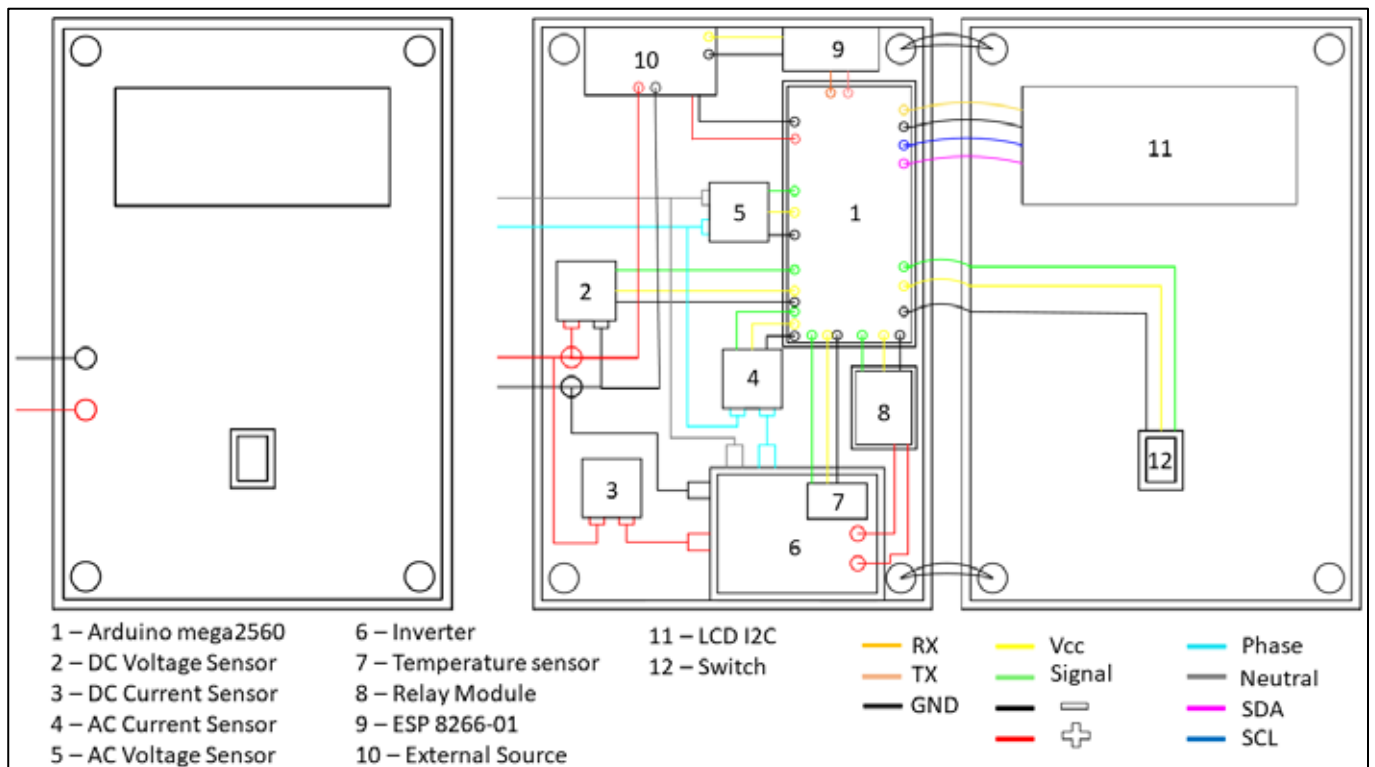 10
9
11
5
1
2
4
8
12
3
7
6
1 – Arduino mega2560
2 – DC Voltage Sensor
3 – DC Current Sensor
4 – AC Current Sensor
5 – AC Voltage Sensor
6 – Inverter
7 – Temperature sensor
8 – Relay Module
9 – ESP 8266-01
10 – External Source
11 – LCD I2C
12 – Switch
RX
TX
GND
Vcc
Signal
Phase
Neutral
SDA
SCL